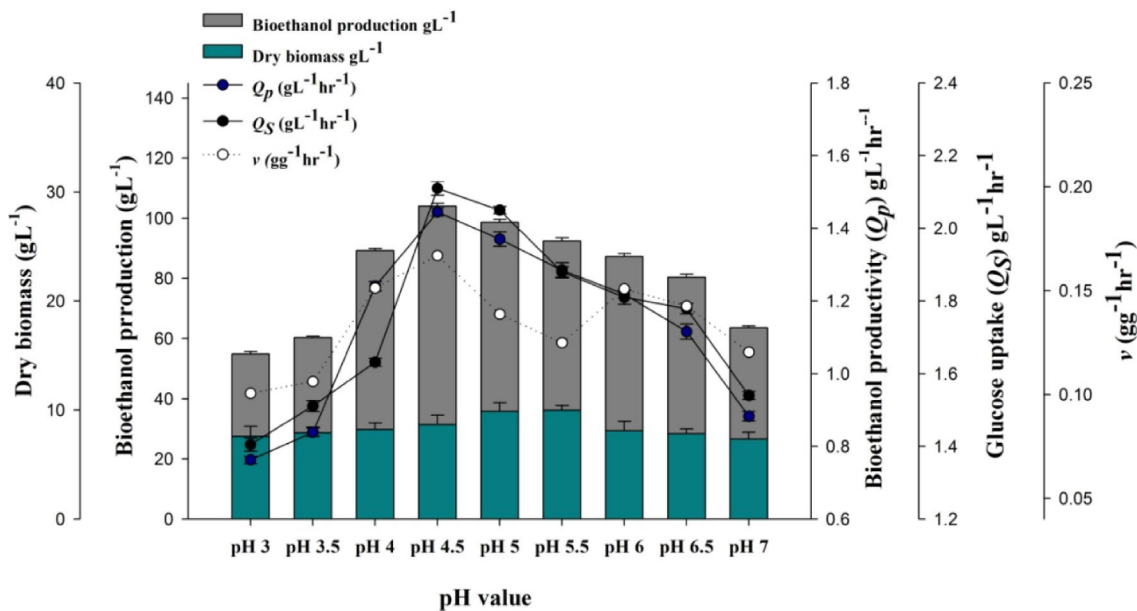 Bioethanol production gL-1
Dry biomass gL-1
Qp (gL-1hr-1)
QS (gL-1hr-1)
v (gg-1hr-1)
Dry biomass (gL-1)
40
30
20
10
0
Bioethanol prroduction (gL-1)
140
120
100
80
60
40
20
0
1.8
1.6
1.4
1.2
1.0
0.8
0.6
Bioethanol productivity (Qp) gL-1hr-1
2.4
2.2
2.0
1.8
1.6
1.4
1.2
Glucose uptake (QS) gL-1hr-1
0.25
0.20
0.15
0.10
0.05
v (gg-1hr-1)
pH 3 pH 3.5 pH 4 pH 4.5 pH 5 pH 5.5 pH 6 pH 6.5 pH 7
pH value